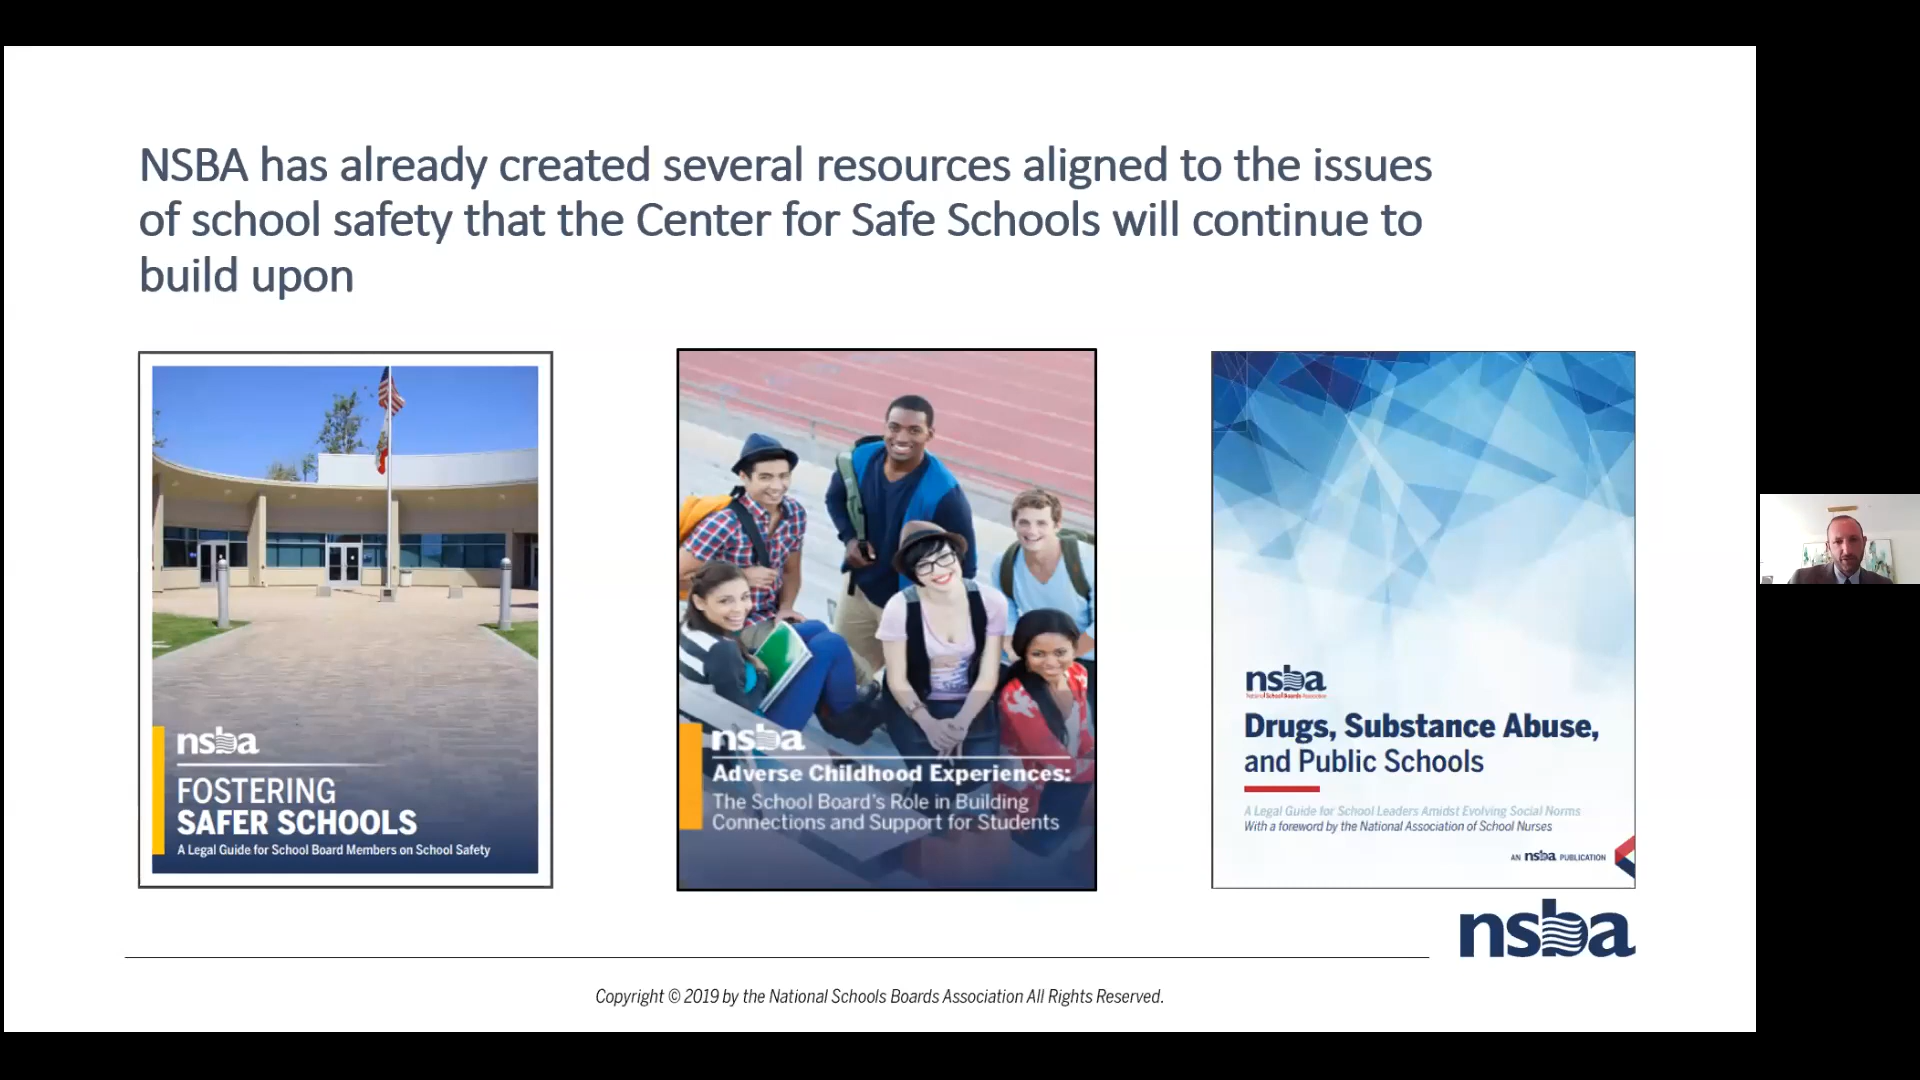 NSBA has already created several resources aligned to the issues
of school safety that the Center for Safe Schools will continue to
build upon
nsba
FOSTERING
SAFER SCHOOLS
A Legal Guide for School Board Members on School Safety
nsba
Adverse Childhood Experiences:
The School Board's Role in Building
Connections and Support for Students
nsba
National School Boards Association
Drugs, Substance Abuse,
and Public Schools
A Legal Guide for School Leaders Amidst Evolving Social Norms
With a foreword by the National Association of School Nurses
AN nsba PUBLICATION
nsba
Copyright © 2019 by the National Schools Boards Association All Rights Reserved.